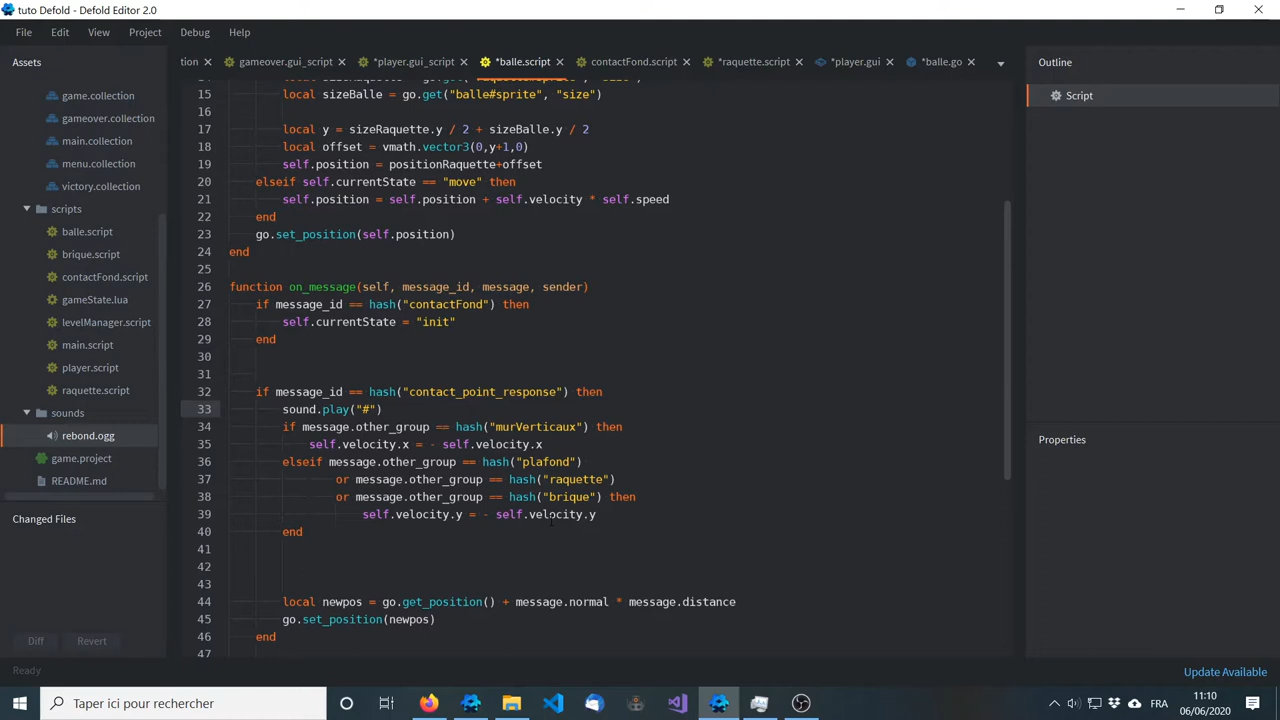 tuto Defold - Defold Editor 2.0
File Edit View Project Debug Help
Assets
game.collection
gameover.collection
main.collection
menu.collection
victory.collection
scripts
balle.script
brique.script
contactFond.script
gameState.lua
levelManager.script
main.script
player.script
raquette.script
sounds
rebond.ogg
game.project
README.md
Changed Files
Diff Revert
Ready
tion gameover.gui_script *player.gui_script *balle.script contactFond.script *raquette.script *player.gui *balle.go
15 local sizeBalle = go.get("balle#sprite", "size")
16
17 local y = sizeRaquette.y / 2 + sizeBalle.y / 2
18 local offset = vmath.vector3(0,y+1,0)
19 self.position = positionRaquette+offset
20 elseif self.currentState == "move" then
21 self.position = self.position + self.velocity * self.speed
22 end
23 go.set_position(self.position)
24 end
25
26 function on_message(self, message_id, message, sender)
27 if message_id == hash("contactFond") then
28 self.currentState = "init"
29 end
30
31
32 if message_id == hash("contact_point_response") then
33 sound.play("#")
34 if message.other_group == hash("murVerticaux") then
35 self.velocity.x = - self.velocity.x
36 elseif message.other_group == hash("plafond")
37 or message.other_group == hash("raquette")
38 or message.other_group == hash("brique") then
39 self.velocity.y = - self.velocity.y
40 end
41
42
43
44 local newpos = go.get_position() + message.normal * message.distance
45 go.set_position(newpos)
46 end
47
Outline
Script
Properties
Update Available
Taper ici pour rechercher
FRA
11:10
06/06/2020